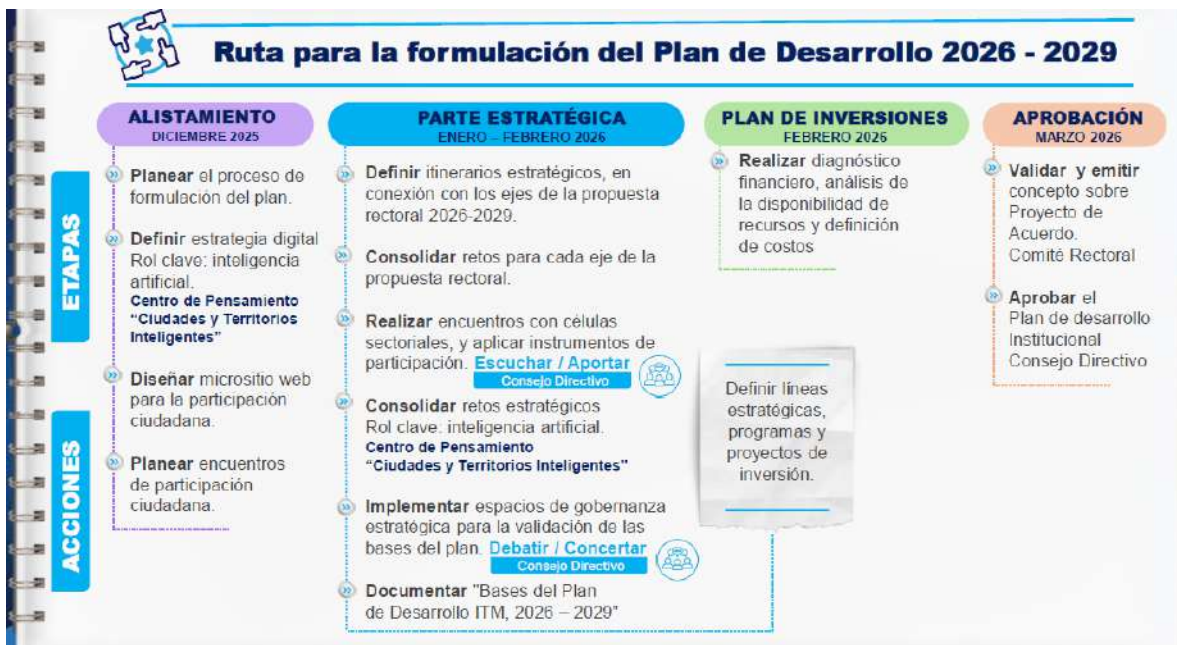 Ruta para la formulación del Plan de Desarrollo 2026 - 2029
ETAPAS
ACCIONES
ALISTAMIENTO
DICIEMBRE 2025
Planear el proceso de
formulación del plan.
Definir estrategia digital
Rol clave: inteligencia
artificial.
Centro de Pensamiento
“Ciudades y Territorios
Inteligentes”
Diseñar micrositio web
para la participación
ciudadana.
Planear encuentros
de participación
ciudadana.
PARTE ESTRATÉGICA
ENERO – FEBRERO 2026
Definir itinerarios estratégicos, en
conexión con los ejes de la propuesta
rectoral 2026-2029.
Consolidar retos para cada eje de la
propuesta rectoral.
Realizar encuentros con células
sectoriales, y aplicar instrumentos de
participación. Escuchar / Aportar
Consejo Directivo
Consolidar retos estratégicos
Rol clave: inteligencia artificial.
Centro de Pensamiento
“Ciudades y Territorios Inteligentes”
Implementar espacios de gobernanza
estratégica para la validación de las
bases del plan. Debatir / Concertar
Consejo Directivo
Documentar "Bases del Plan
de Desarrollo ITM, 2026 – 2029"
PLAN DE INVERSIONES
FEBRERO 2026
Realizar diagnóstico
financiero, análisis de
la disponibilidad de
recursos y definición
de costos
Definir líneas
estratégicas,
programas y
proyectos de
inversión.
APROBACIÓN
MARZO 2026
Validar y emitir
concepto sobre
Proyecto de
Acuerdo.
Comité Rectoral
Aprobar el
Plan de desarrollo
Institucional
Consejo Directivo